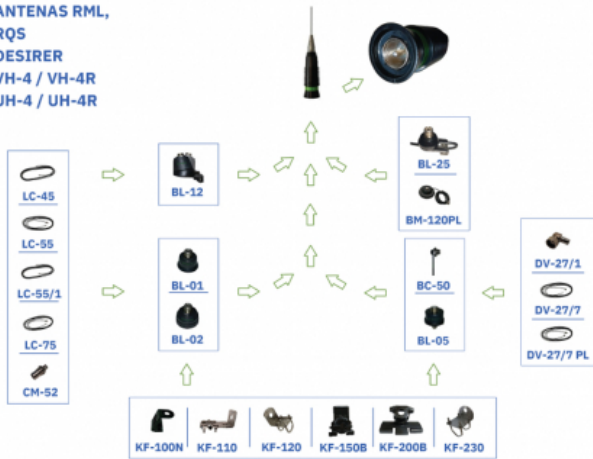 ANTENAS RML,
RQS
DESIRER
VH-4 / VH-4R
UH-4 / UH-4R
LC-45
LC-55
LC-55/1
LC-75
CM-52
BL-12
BL-01
BL-02
BL-25
BM-120PL
BC-50
BL-05
DV-27/1
DV-27/7
DV-27/7 PL
KF-100N
KF-110
KF-120
KF-150B
KF-200B
KF-230